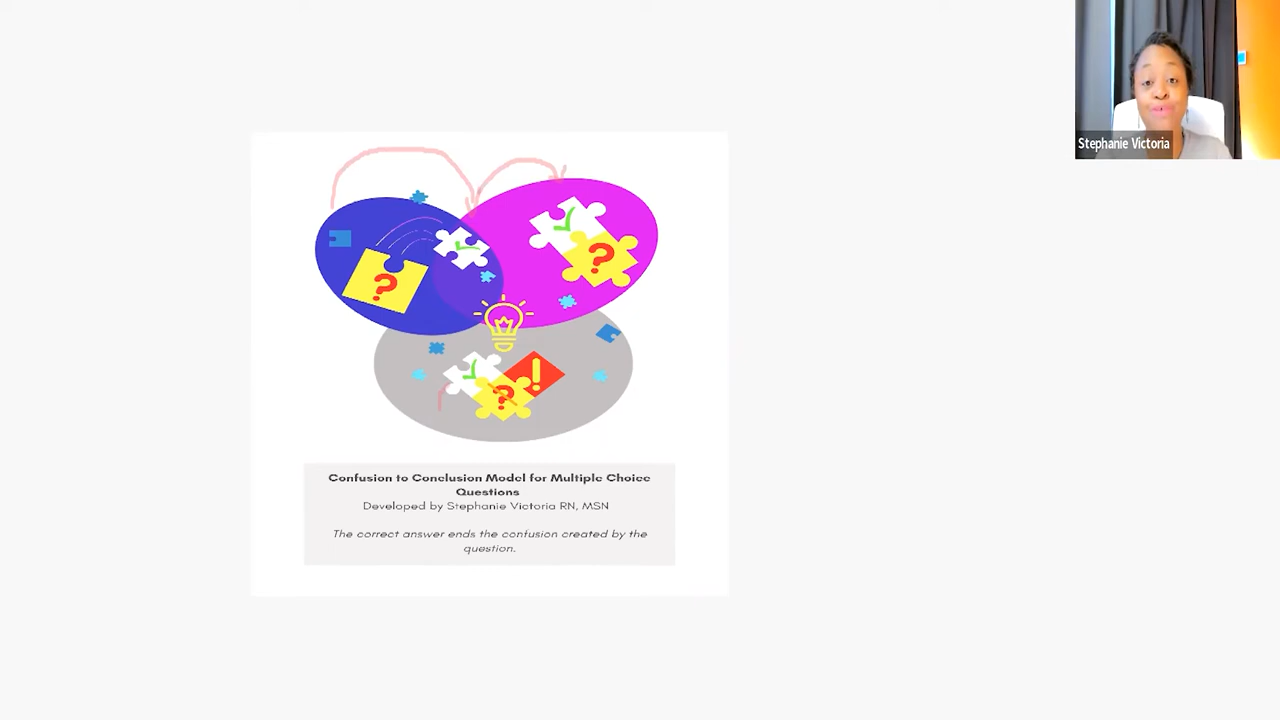 Stephanie Victoria
?
?
!
?
Confusion to Conclusion Model for Multiple Choice
Questions
Developed by Stephanie Victoria RN, MSN
The correct answer ends the confusion created by the
question.